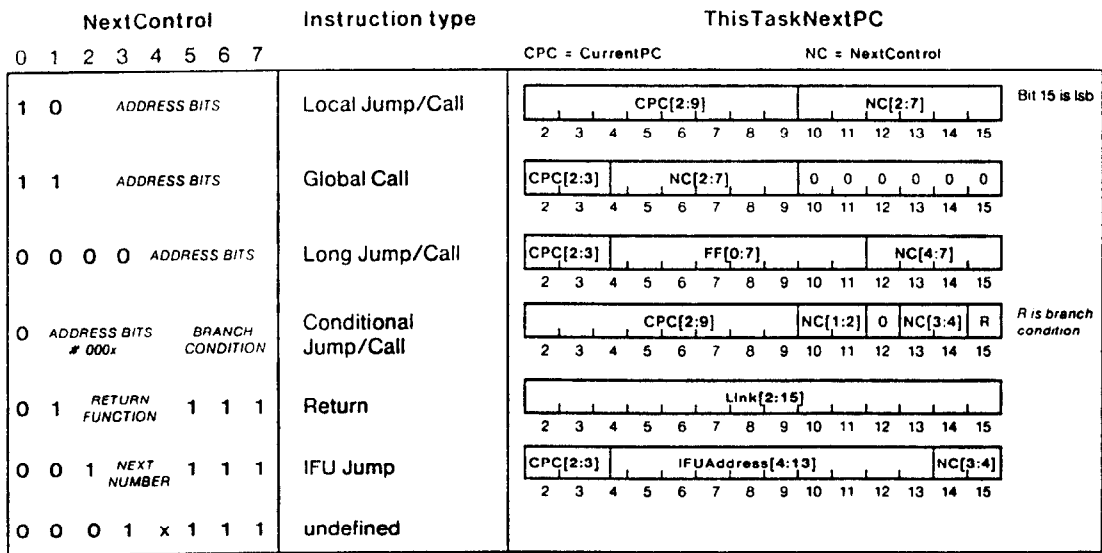 NextControl Instruction type ThisTaskNextPC
0 1 2 3 4 5 6 7 CPC = CurrentPC NC = NextControl
1 0 ADDRESS BITS Local Jump/Call CPC[2:9] NC[2:7] Bit 15 is lsb
2 3 4 5 6 7 8 9 10 11 12 13 14 15
1 1 ADDRESS BITS Global Call CPC[2:3] NC[2:7] 0 0 0 0 0 0
2 3 4 5 6 7 8 9 10 11 12 13 14 15
0 0 0 0 ADDRESS BITS Long Jump/Call CPC[2:3] FF[0:7] NC[4:7]
2 3 4 5 6 7 8 9 10 11 12 13 14 15
0 ADDRESS BITS BRANCH Conditional CPC[2:9] NC[1:2] 0 NC[3:4] R R is branch
# 000x CONDITION Jump/Call condition
2 3 4 5 6 7 8 9 10 11 12 13 14 15
0 1 RETURN FUNCTION 1 1 1 Return Link[2:15]
2 3 4 5 6 7 8 9 10 11 12 13 14 15
0 0 1 NEXT NUMBER 1 1 1 IFU Jump CPC[2:3] IFUAddress[4:13] NC[3:4]
2 3 4 5 6 7 8 9 10 11 12 13 14 15
0 0 0 1 x 1 1 1 undefined